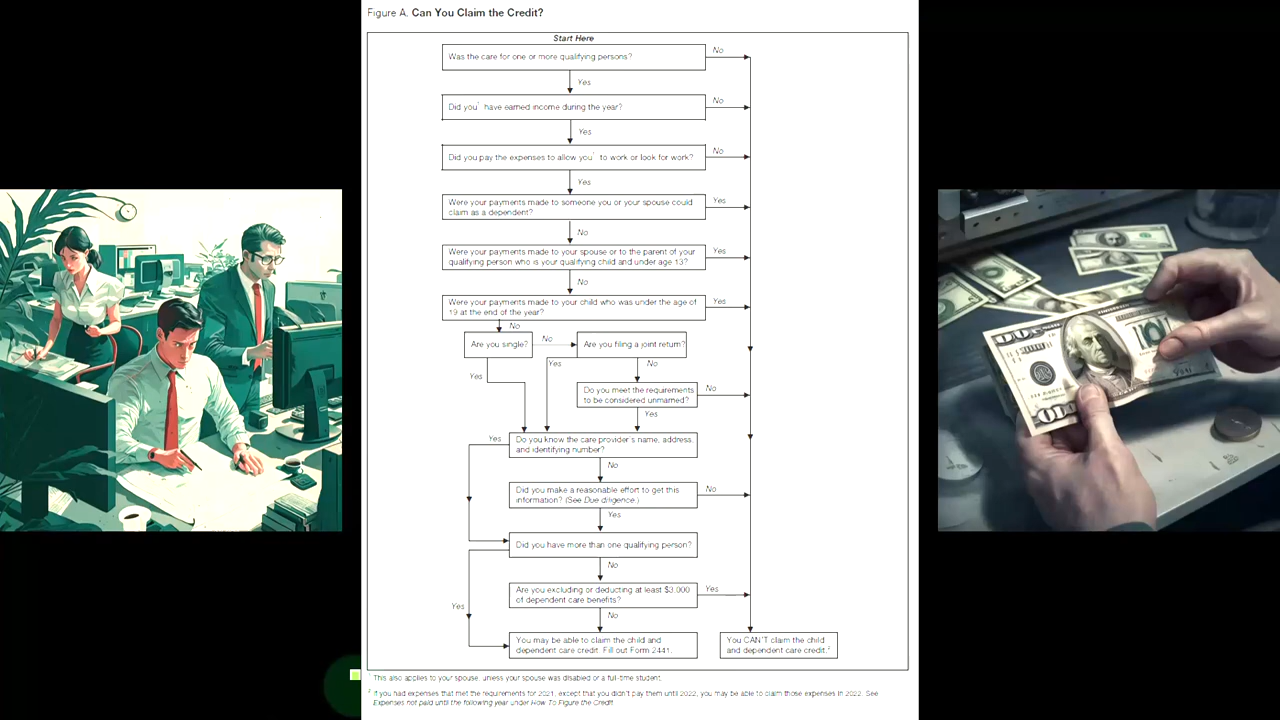 Figure A. Can You Claim the Credit?
Start Here
Was the care for one or more qualifying persons?
No
Yes
Did you¹ have earned income during the year?
No
Yes
Did you pay the expenses to allow you¹ to work or look for work?
No
Yes
Were your payments made to someone you or your spouse could
claim as a dependent?
Yes
No
Were your payments made to your spouse or to the parent of your
qualifying person who is your qualifying child and under age 13?
Yes
No
Were your payments made to your child who was under the age of
19 at the end of the year?
Yes
No
Are you single?
No
Are you filing a joint return?
Yes
Yes
No
Do you meet the requirements
to be considered unmarried?
No
Yes
Do you know the care provider's name, address,
and identifying number?
Yes
No
Did you make a reasonable effort to get this
information? (See Due diligence.)
No
Yes
Did you have more than one qualifying person?
No
Are you excluding or deducting at least $3,000
of dependent care benefits?
Yes
Yes
No
You may be able to claim the child and
dependent care credit. Fill out Form 2441.
You CAN'T claim the child
and dependent care credit.²
¹ This also applies to your spouse, unless your spouse was disabled or a full-time student.
² If you had expenses that met the requirements for 2021, except that you didn't pay them until 2022, you may be able to claim those expenses in 2022. See
Expenses not paid until the following year under How To Figure the Credit.